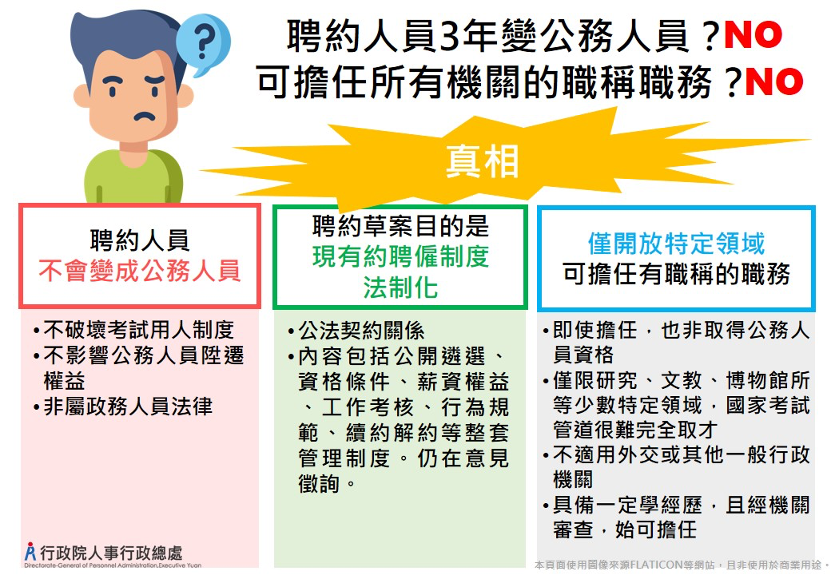 聘約人員3年變公務人員？NO
可擔任所有機關的職稱職務？NO
?
真相
聘約人員
不會變成公務人員
•不破壞考試用人制度
•不影響公務人員陞遷
權益
•非屬政務人員法律
聘約草案目的是
現有約聘僱制度
法制化
•公法契約關係
•內容包括公開遴選、
資格條件、薪資權益
、工作考核、行為規
範、續約解約等整套
管理制度。仍在意見
徵詢。
僅開放特定領域
可擔任有職稱的職務
•即使擔任，也非取得公務人
員資格
•僅限研究、文教、博物館所
等少數特定領域，國家考試
管道很難完全取才
•不適用外交或其他一般行政
機關
•具備一定學經歷，且經機關
審查，始可擔任
行政院人事行政總處
Directorate-General of Personnel Administration,Executive Yuan
本頁面使用圖像來源FLATICON等網站，且非使用於商業用途。